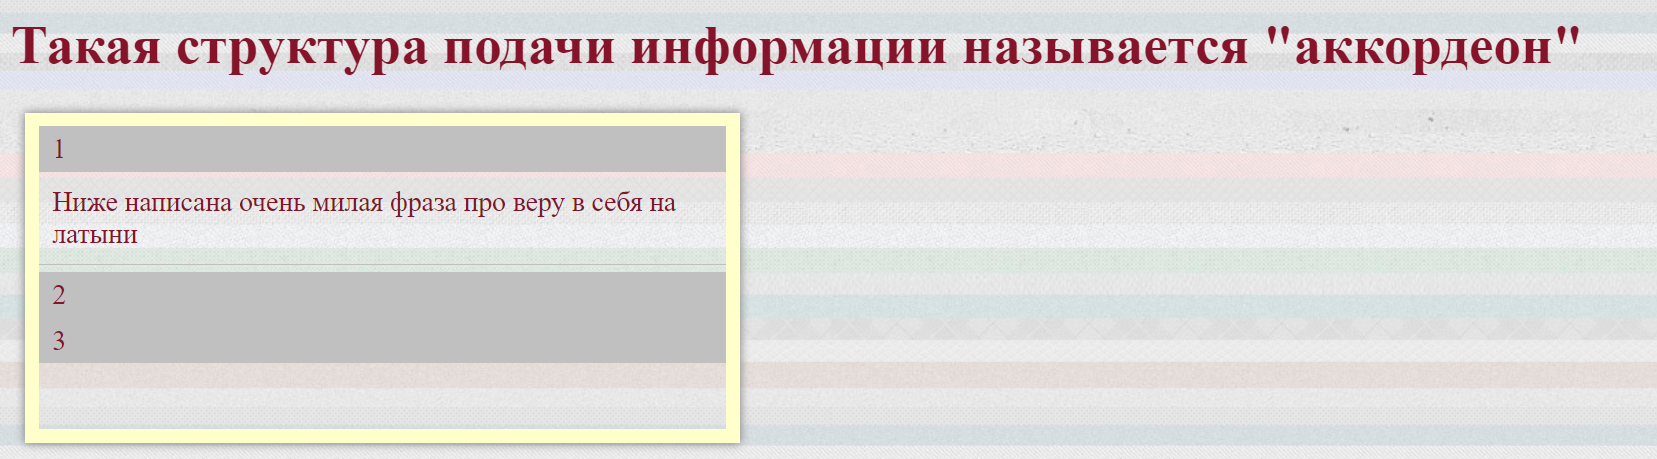 Такая структура подачи информации называется "аккордеон"
1
Ниже написана очень милая фраза про веру в себя на
латыни
2
3